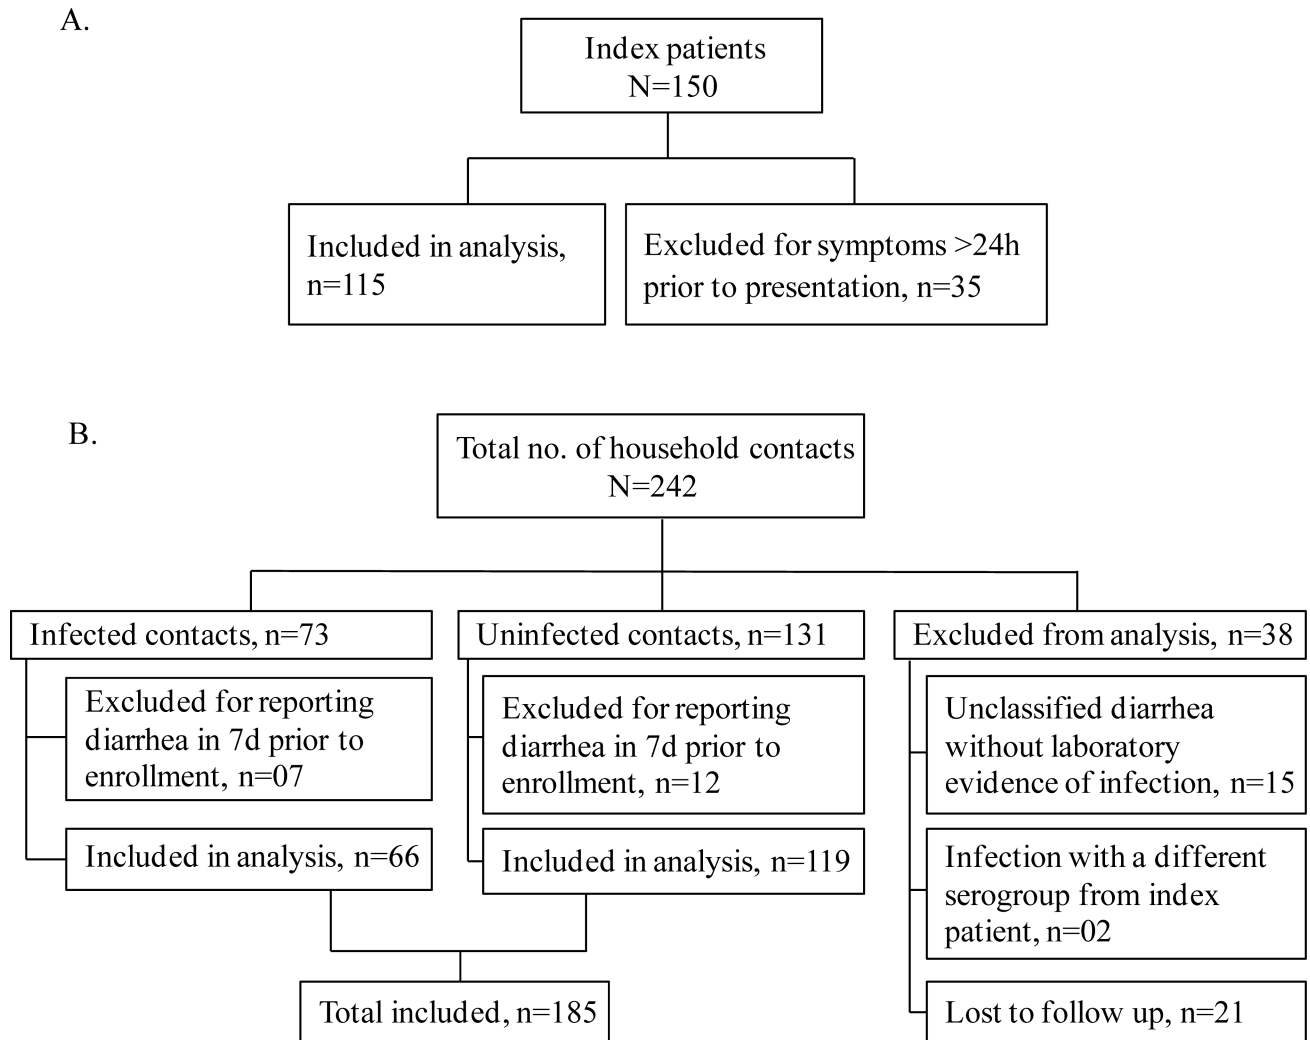 A.
Index patients
N=150
Included in analysis,
n=115
Excluded for symptoms >24h
prior to presentation, n=35
B.
Total no. of household contacts
N=242
Infected contacts, n=73
Excluded for reporting
diarrhea in 7d prior to
enrollment, n=07
Included in analysis, n=66
Uninfected contacts, n=131
Excluded for reporting
diarrhea in 7d prior to
enrollment, n=12
Included in analysis, n=119
Total included, n=185
Excluded from analysis, n=38
Unclassified diarrhea
without laboratory
evidence of infection, n=15
Infection with a different
serogroup from index
patient, n=02
Lost to follow up, n=21